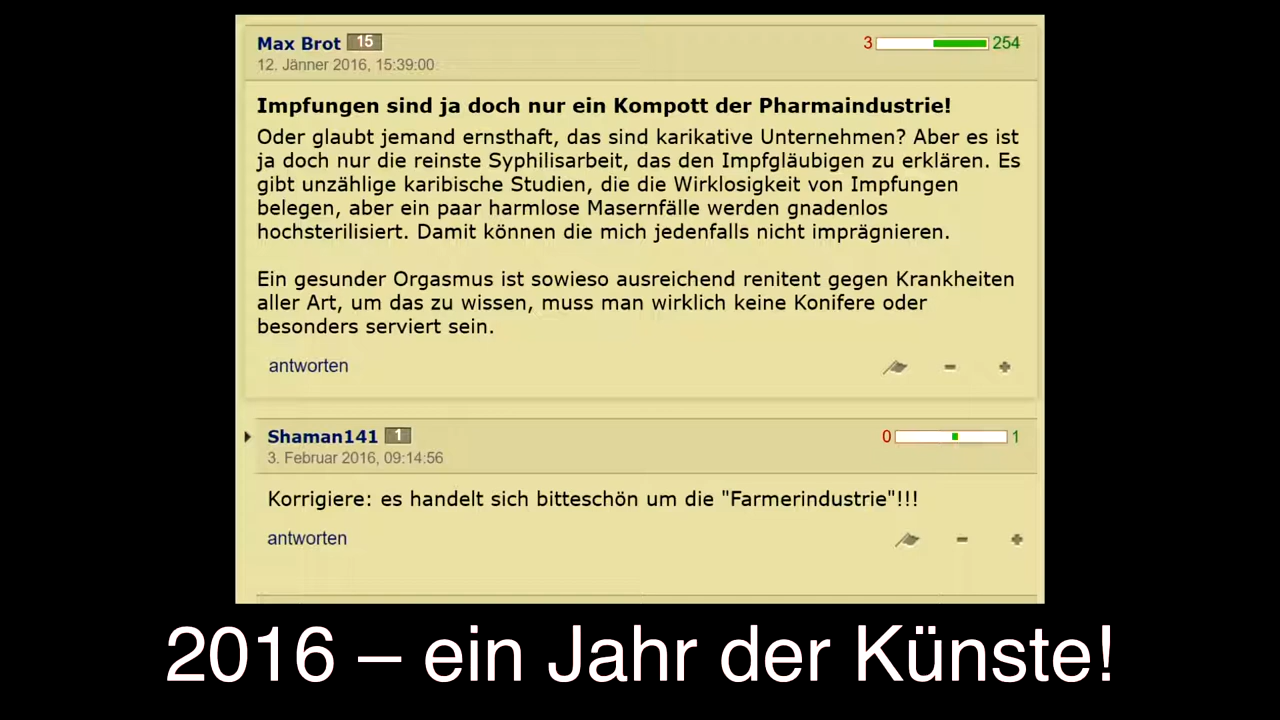 Max Brot 15
3 254
12. Jänner 2016, 15:39:00
Impfungen sind ja doch nur ein Kompott der Pharmaindustrie!
Oder glaubt jemand ernsthaft, das sind karikative Unternehmen? Aber es ist
ja doch nur die reinste Syphilisarbeit, das den Impfgläubigen zu erklären. Es
gibt unzählige karibische Studien, die die Wirklosigkeit von Impfungen
belegen, aber ein paar harmlose Masernfälle werden gnadenlos
hochsterilisiert. Damit können die mich jedenfalls nicht imprägnieren.
Ein gesunder Orgasmus ist sowieso ausreichend renitent gegen Krankheiten
aller Art, um das zu wissen, muss man wirklich keine Konifere oder
besonders serviert sein.
antworten
Shaman141 1
0 1
3. Februar 2016, 09:14:56
Korrigiere: es handelt sich bitteschön um die "Farmerindustrie"!!!
antworten
2016 – ein Jahr der Künste!